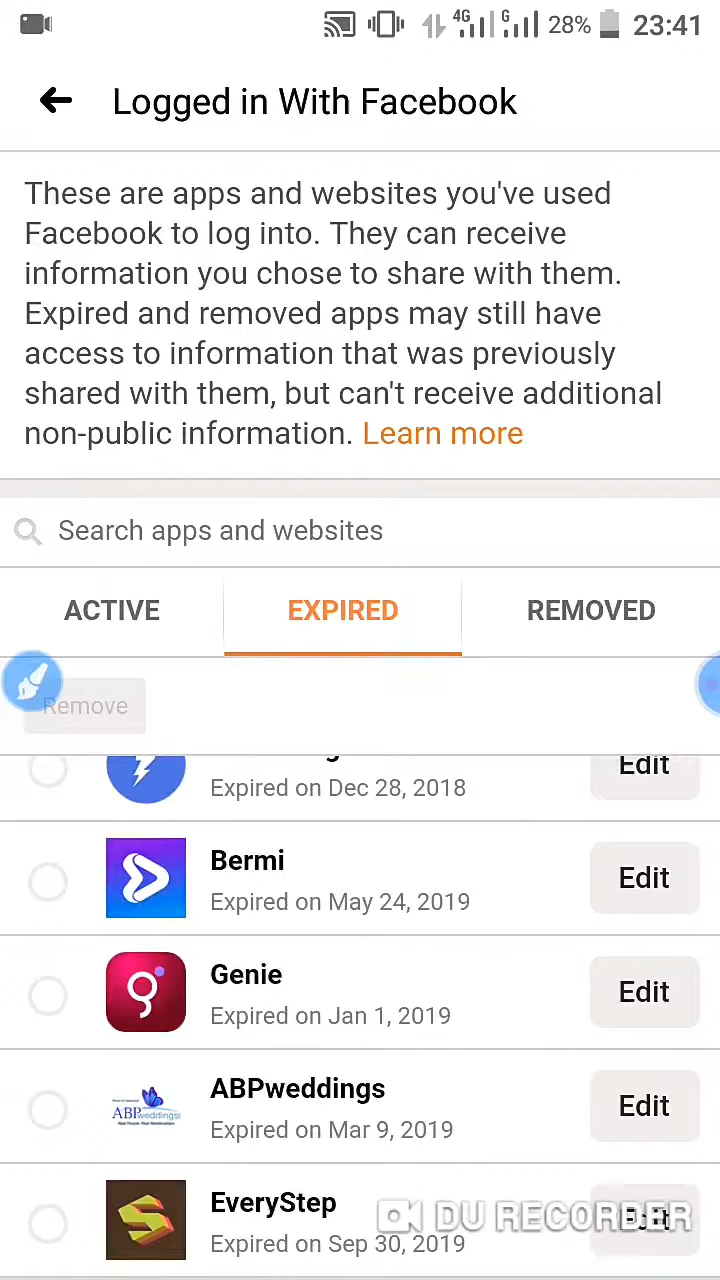 4G G 28% 23:41
Logged in With Facebook
These are apps and websites you've used
Facebook to log into. They can receive
information you chose to share with them.
Expired and removed apps may still have
access to information that was previously
shared with them, but can't receive additional
non-public information. Learn more
Search apps and websites
ACTIVE EXPIRED REMOVED
Remove
Expired on Dec 28, 2018 Edit
Bermi
Expired on May 24, 2019 Edit
Genie
Expired on Jan 1, 2019 Edit
ABPweddings
ABPweddings
Expired on Mar 9, 2019 Edit
EveryStep
DU RECORDER
Edit
Expired on Sep 30, 2019